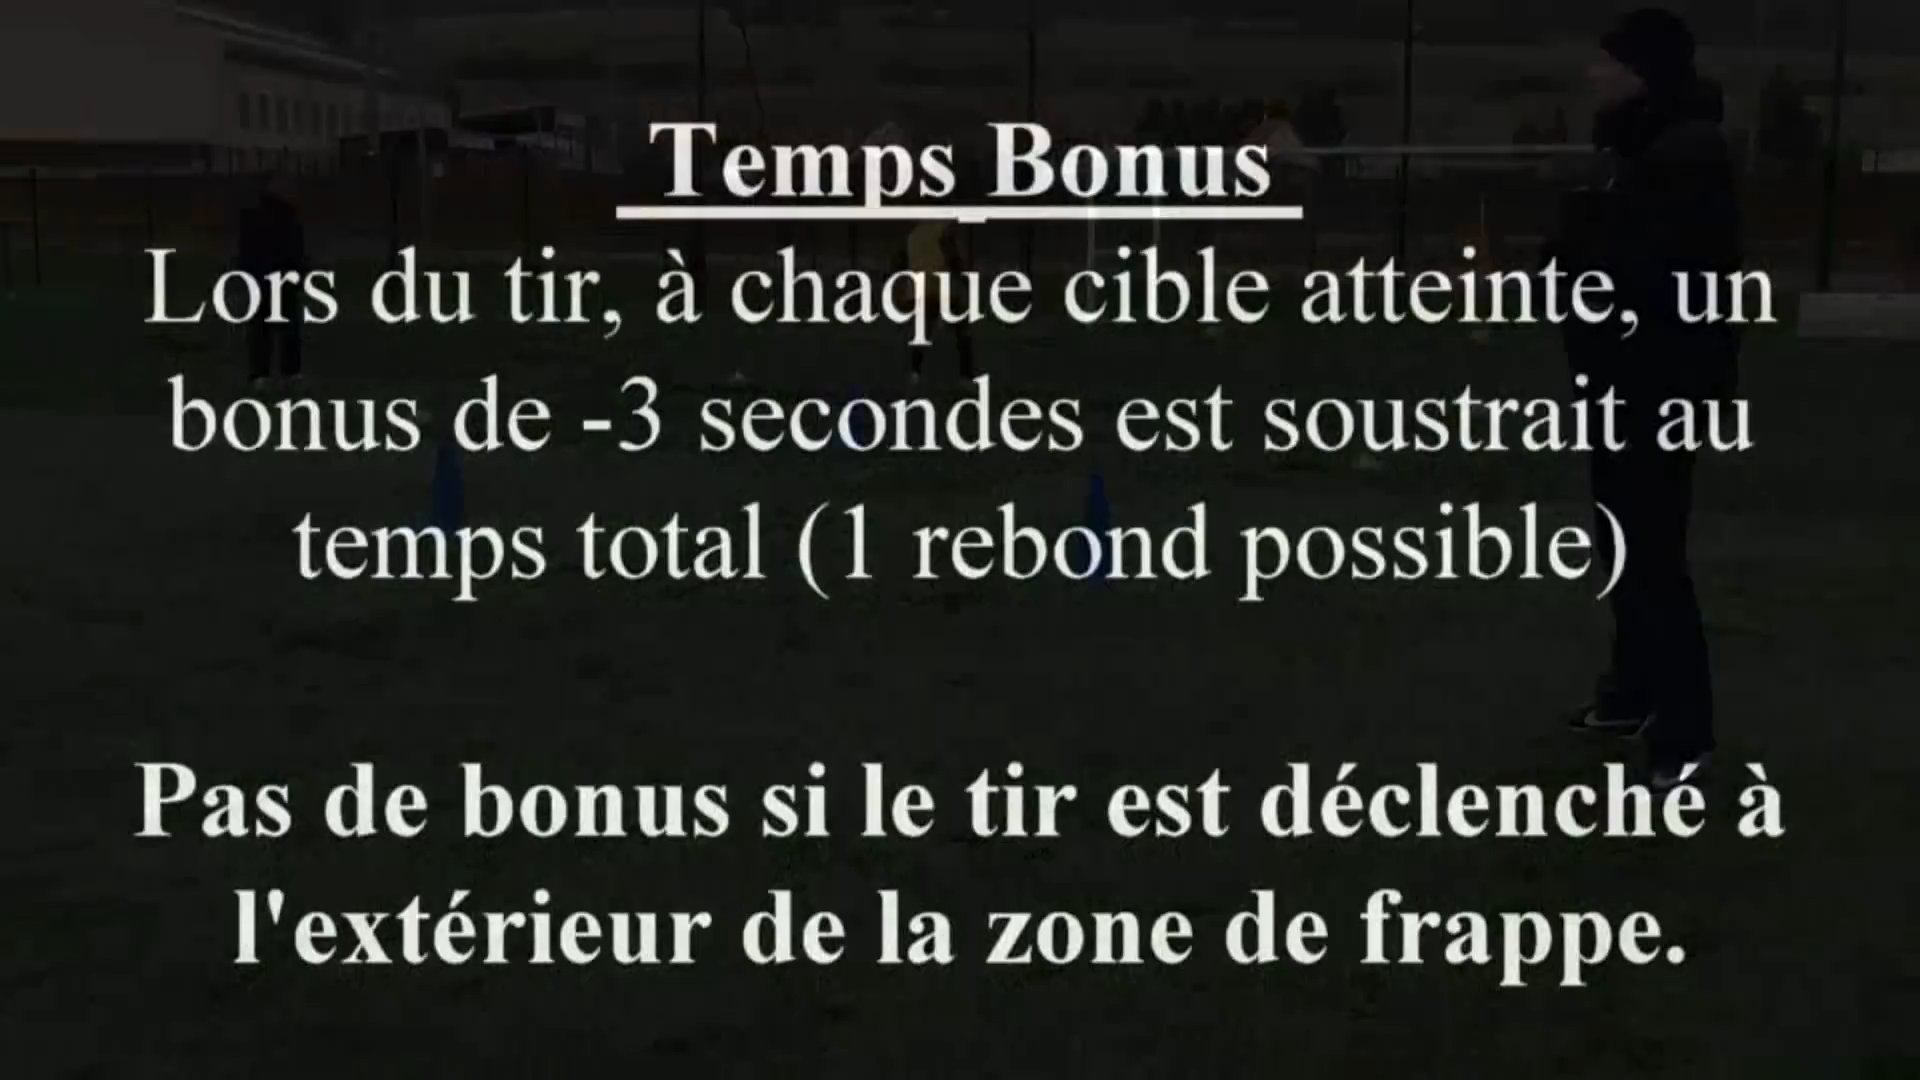 Temps Bonus
Lors du tir, à chaque cible atteinte, un
bonus de -3 secondes est soustrait au
temps total (1 rebond possible)
Pas de bonus si le tir est déclenché à
l'extérieur de la zone de frappe.